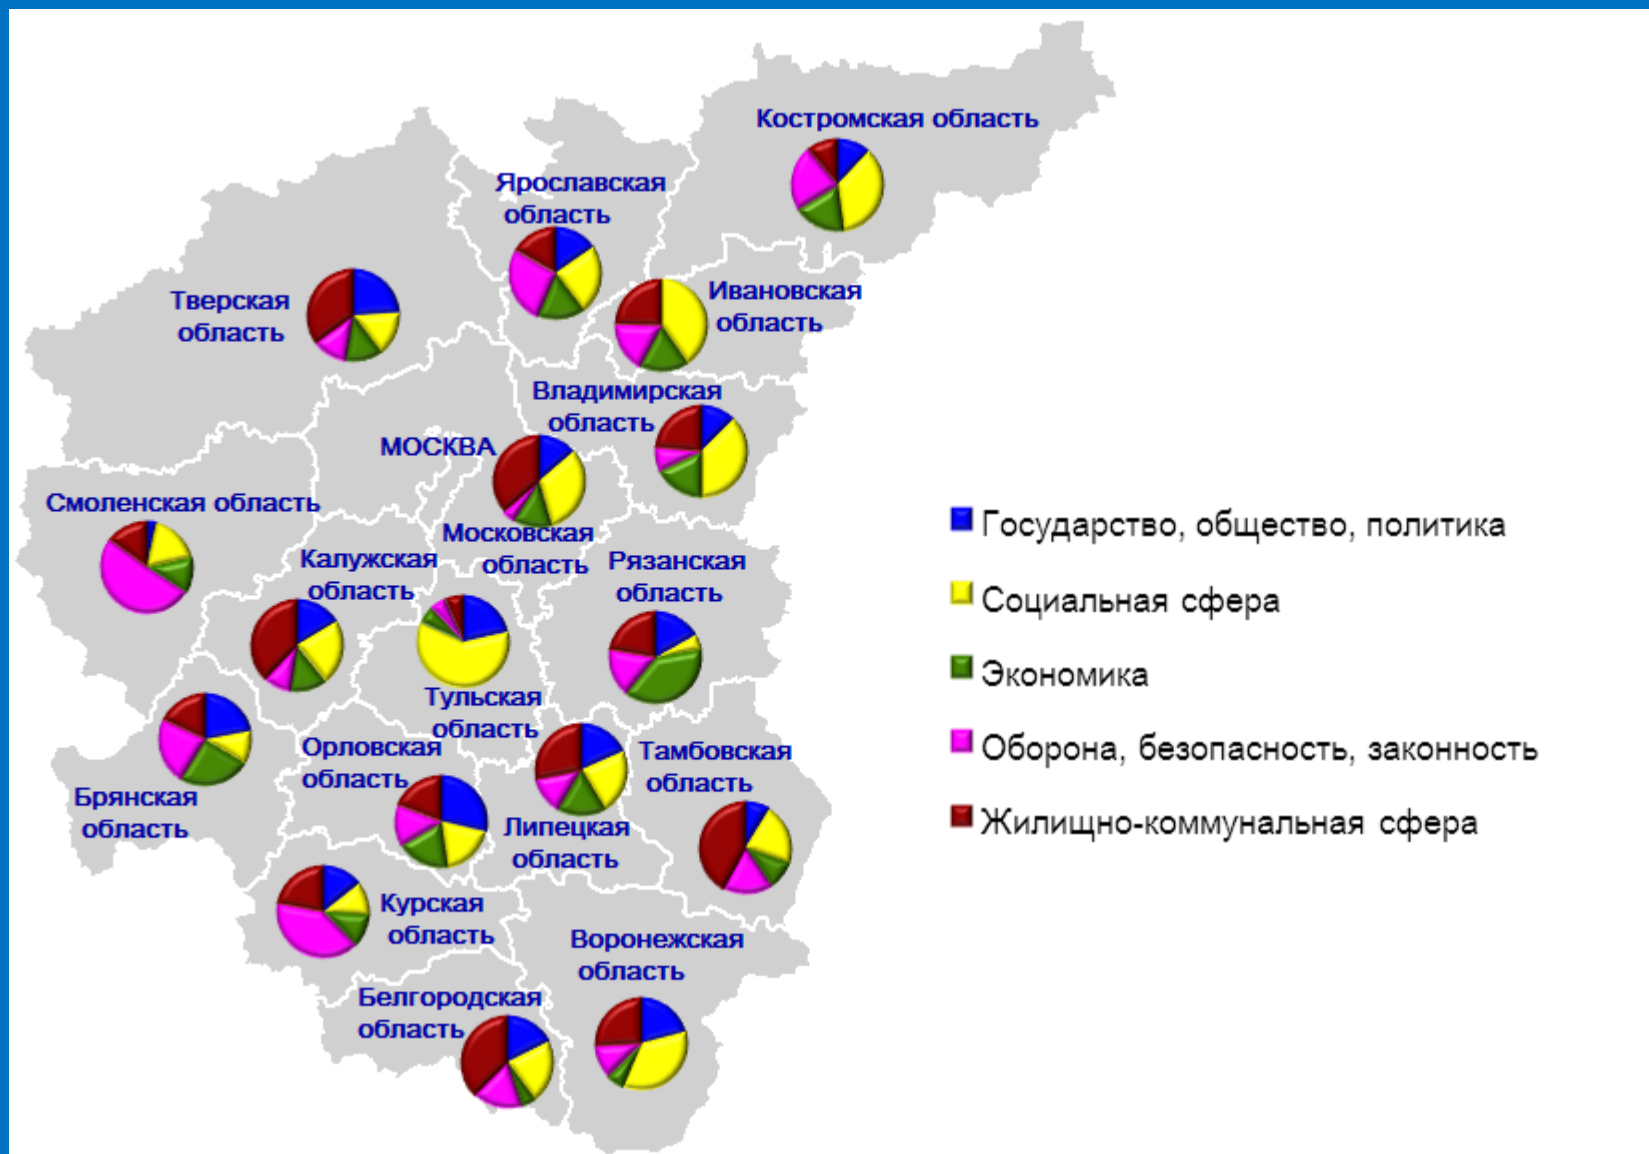 Костромская область
Ярославская
область
Ивановская
область
Тверская
область
Владимирская
область
МОСКВА
Смоленская область
Московская
область
Калужская
область
Рязанская
область
Тульская
область
Орловская
область
Тамбовская
область
Брянская
область
Липецкая
область
Курская
область
Воронежская
область
Белгородская
область
Государство, общество, политика
Социальная сфера
Экономика
Оборона, безопасность, законность
Жилищно-коммунальная сфера